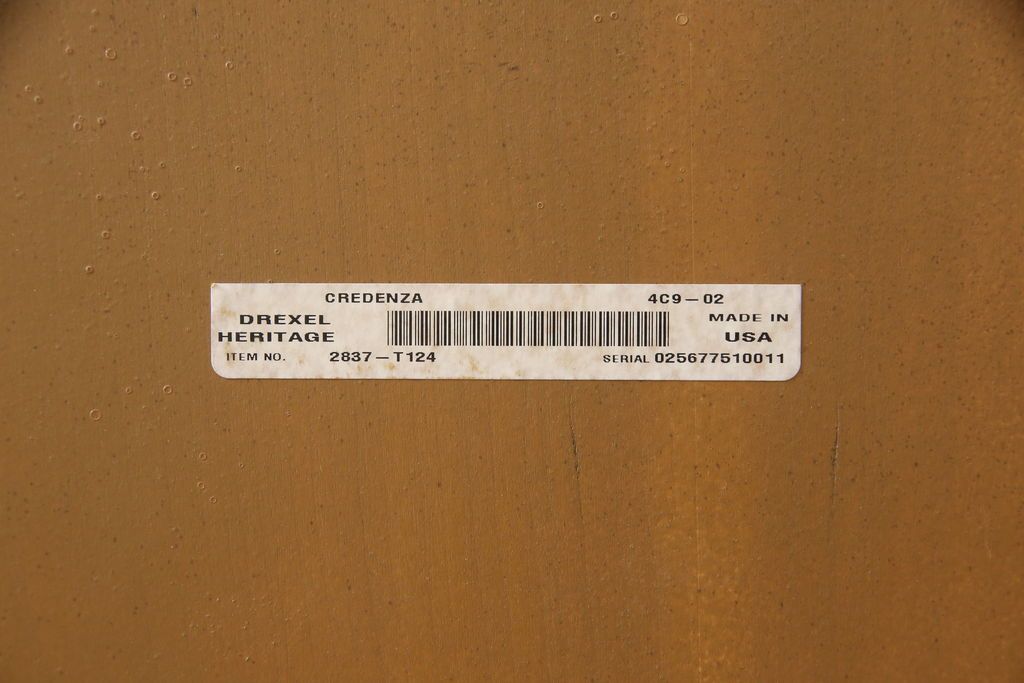 CREDENZA 4C9-02
DREXEL HERITAGE
MADE IN USA
ITEM NO. 2837-T124 SERIAL 025677510011